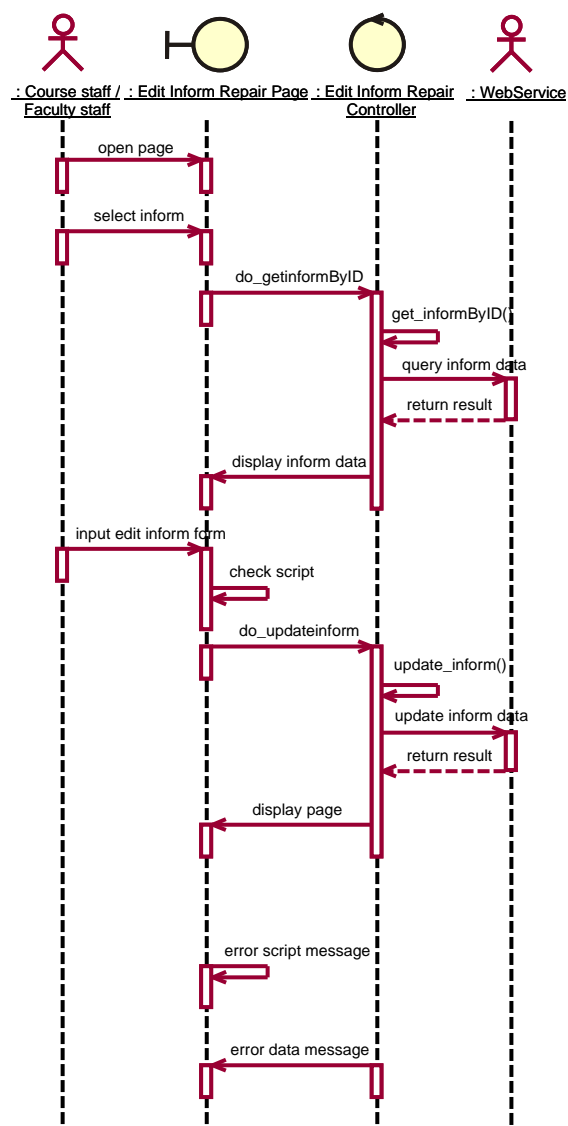 : Course staff /
Faculty staff
: Edit Inform Repair Page
: Edit Inform Repair
Controller
: WebService
open page
select inform
do_getinformByID
get_informByID()
query inform data
return result
display inform data
input edit inform form
check script
do_updateinform
update_inform()
update inform data
return result
display page
error script message
error data message